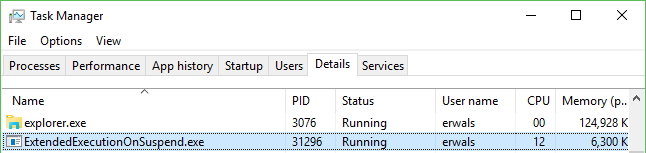 Task Manager
File Options View
Processes Performance App history Startup Users Details Services
Name PID Status User name CPU Memory (p...
explorer.exe 3076 Running erwals 00 124,928 K
ExtendedExecutionOnSuspend.exe 31296 Running erwals 12 6,300 K